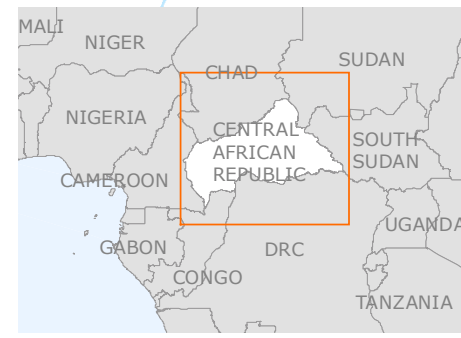 MALI
NIGER
SUDAN
CHAD
NIGERIA
CENTRAL
AFRICAN
REPUBLIC
SOUTH
SUDAN
CAMEROON
UGANDA
GABON
DRC
CONGO
TANZANIA